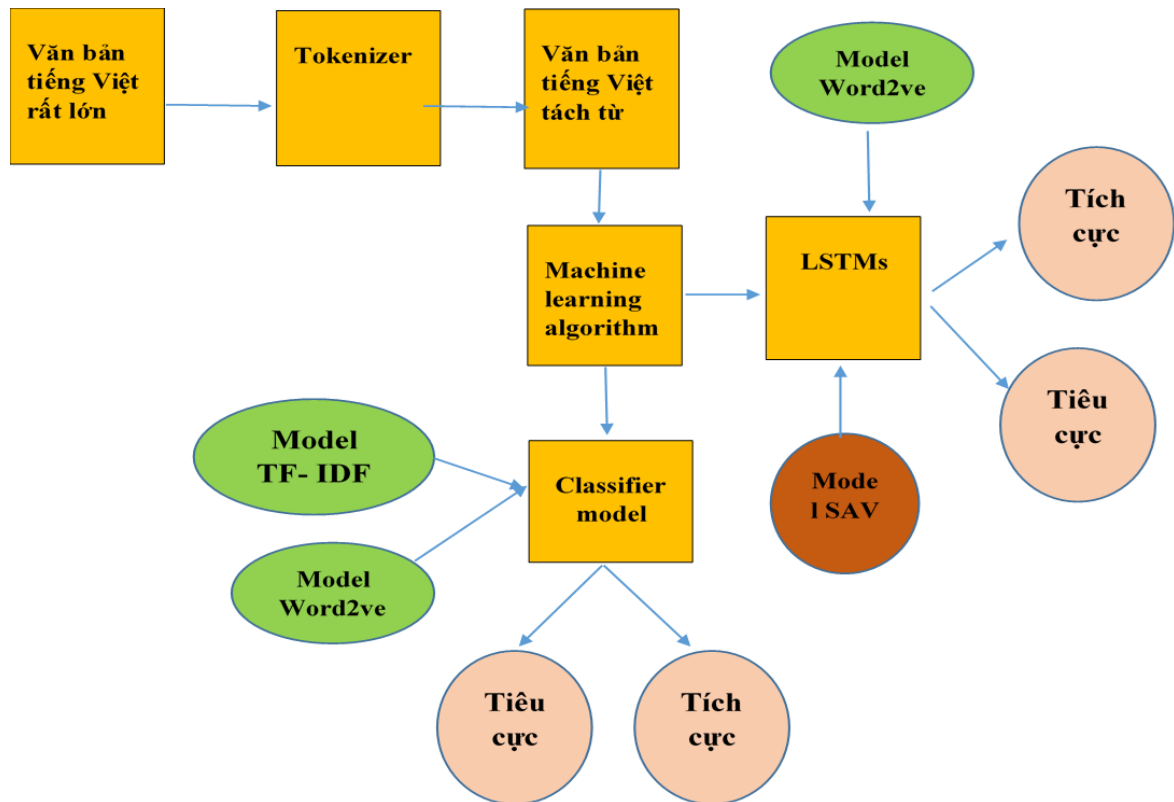 Văn bản
tiếng Việt
rất lớn
Tokenizer
Văn bản
tiếng Việt
tách từ
Model
Word2ve
Tích
cực
LSTMs
Machine
learning
algorithm
Tiêu
cực
Model
TF- IDF
Classifier
model
Mode
l SAV
Model
Word2ve
Tiêu
cực
Tích
cực